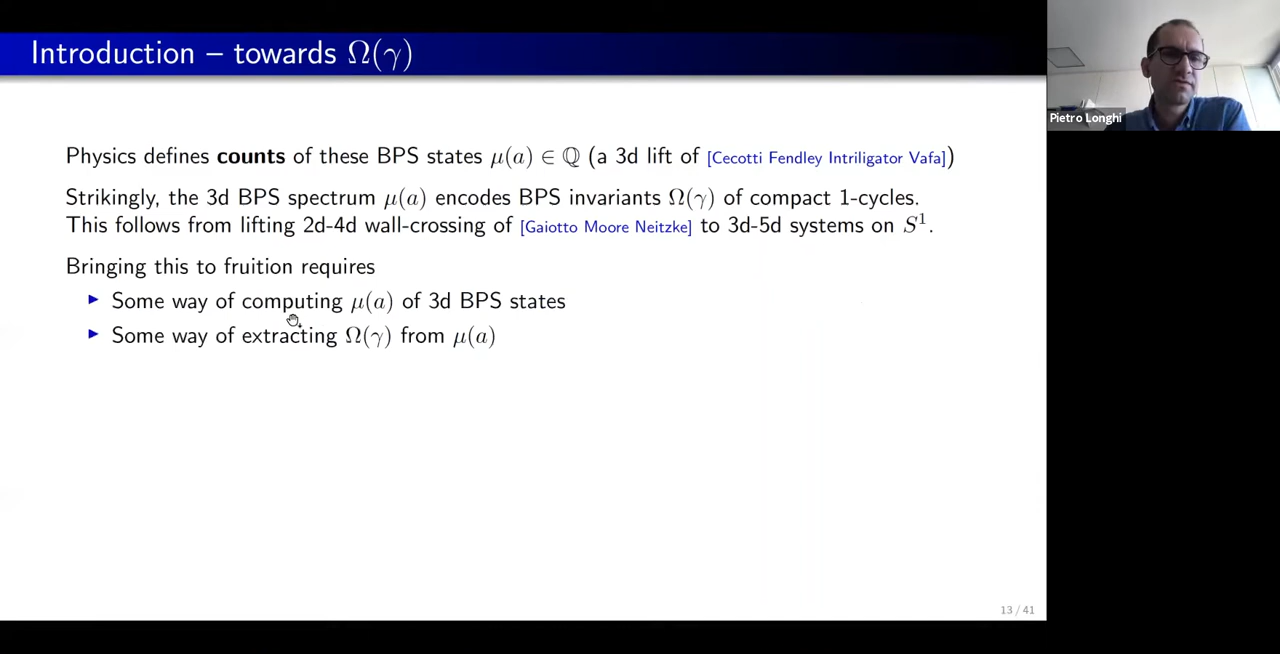 Introduction – towards Ω(γ)
Pietro Longhi
Physics defines counts of these BPS states μ(a) ∈ ℚ (a 3d lift of [Cecotti Fendley Intriligator Vafa])
Strikingly, the 3d BPS spectrum μ(a) encodes BPS invariants Ω(γ) of compact 1-cycles.
This follows from lifting 2d-4d wall-crossing of [Gaiotto Moore Neitzke] to 3d-5d systems on S¹.
Bringing this to fruition requires
▶ Some way of computing μ(a) of 3d BPS states
▶ Some way of extracting Ω(γ) from μ(a)
13 / 41